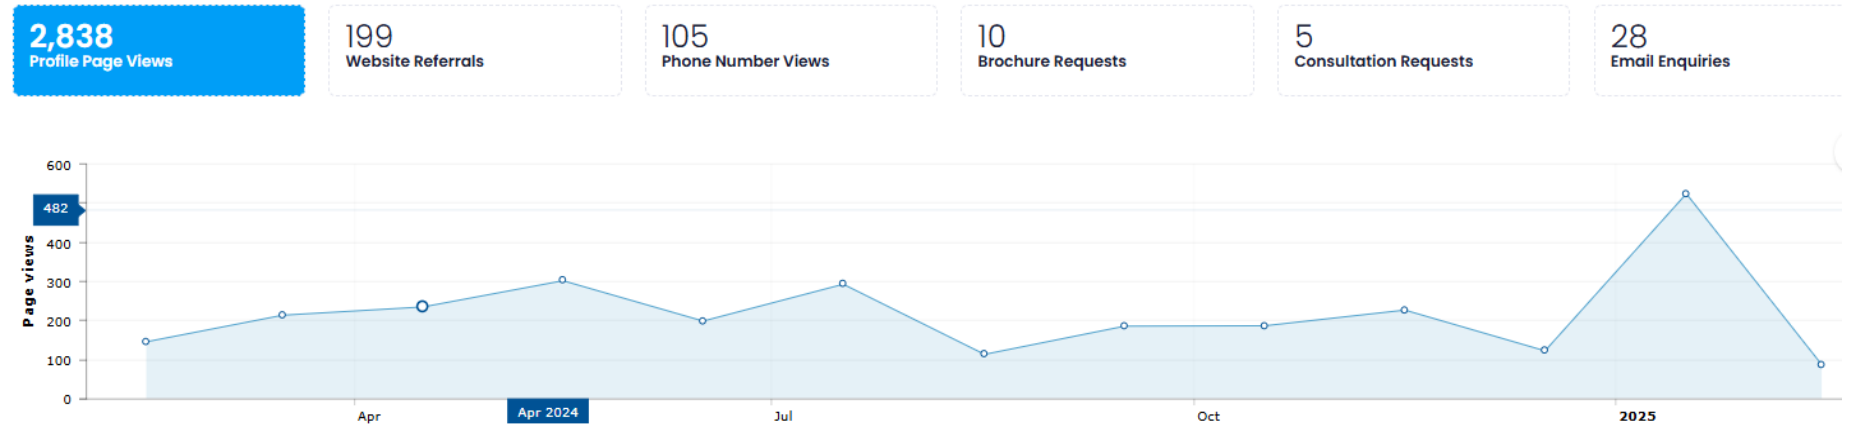 2,838
Profile Page Views
199
Website Referrals
105
Phone Number Views
10
Brochure Requests
5
Consultation Requests
28
Email Enquiries
600
482
400
300
200
100
0
Page views
Apr
Apr 2024
Jul
Oct
2025